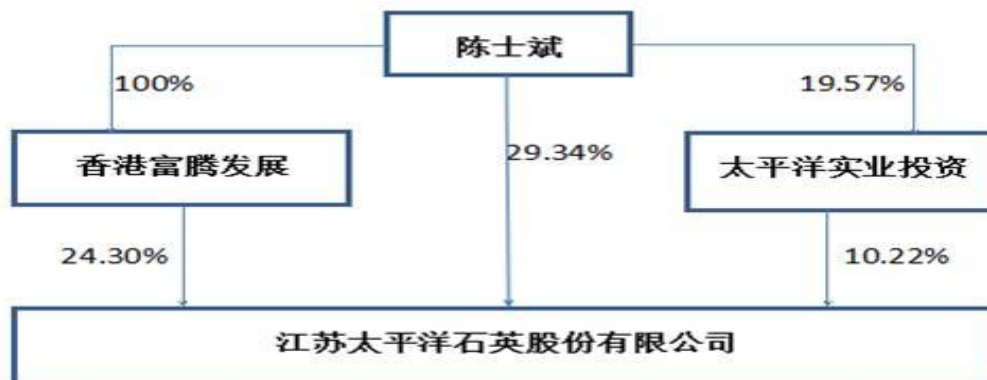 陈士斌
100%
19.57%
29.34%
香港富腾发展
太平洋实业投资
24.30%
10.22%
江苏太平洋石英股份有限公司